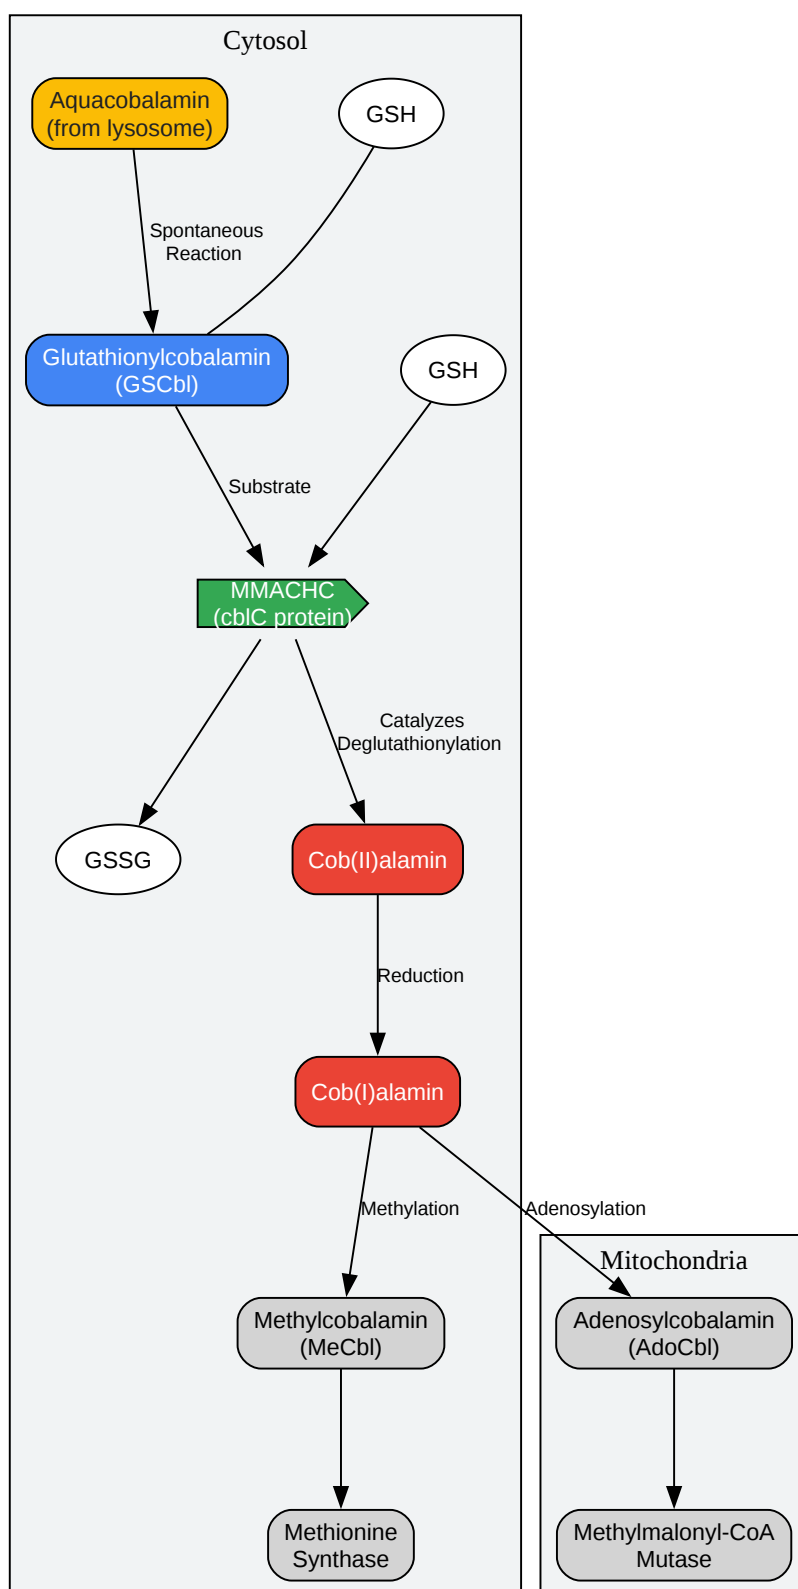 Cytosol
Aquacobalamin
(from lysosome)
GSH
Spontaneous
Reaction
Glutathionylcobalamin
(GSCbl)
GSH
Substrate
MMACHC
(cblC protein)
Catalyzes
Deglutathionylation
GSSG
Cob(II)alamin
Reduction
Cob(I)alamin
Methylation
Adenosylation
Mitochondria
Methylcobalamin
(MeCbl)
Adenosylcobalamin
(AdoCbl)
Methionine
Synthase
Methylmalonyl-CoA
Mutase